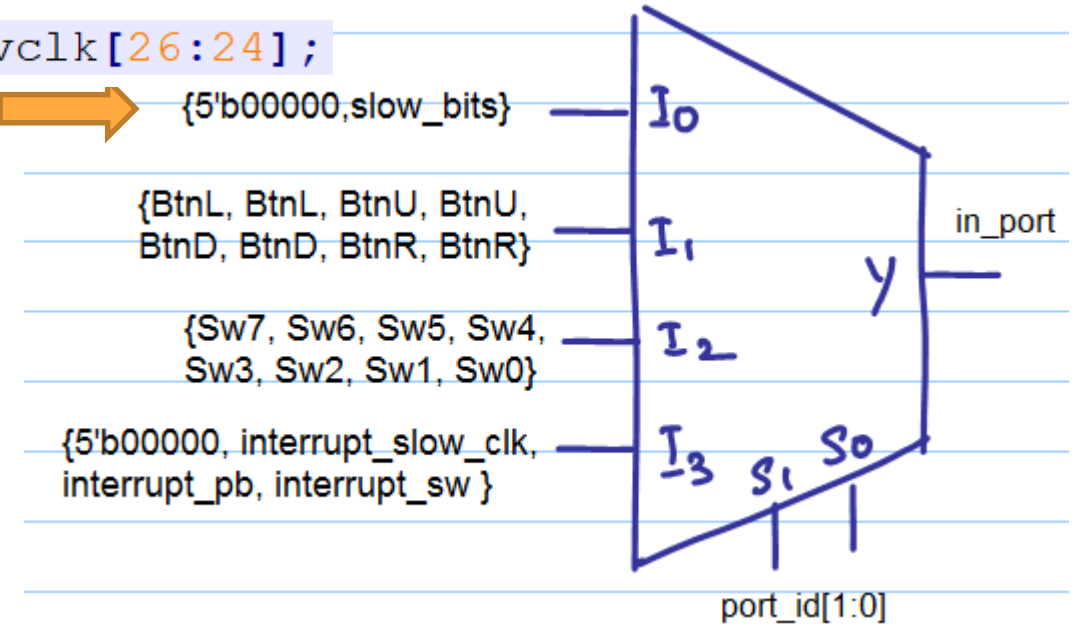 vclk[26:24];
{5'b00000,slow_bits}
I0
{BtnL, BtnL, BtnU, BtnU,
BtnD, BtnD, BtnR, BtnR}
I1
in_port
Y
{Sw7, Sw6, Sw5, Sw4,
Sw3, Sw2, Sw1, Sw0}
I2
{5'b00000, interrupt_slow_clk,
interrupt_pb, interrupt_sw }
I3
S1
S0
port_id[1:0]